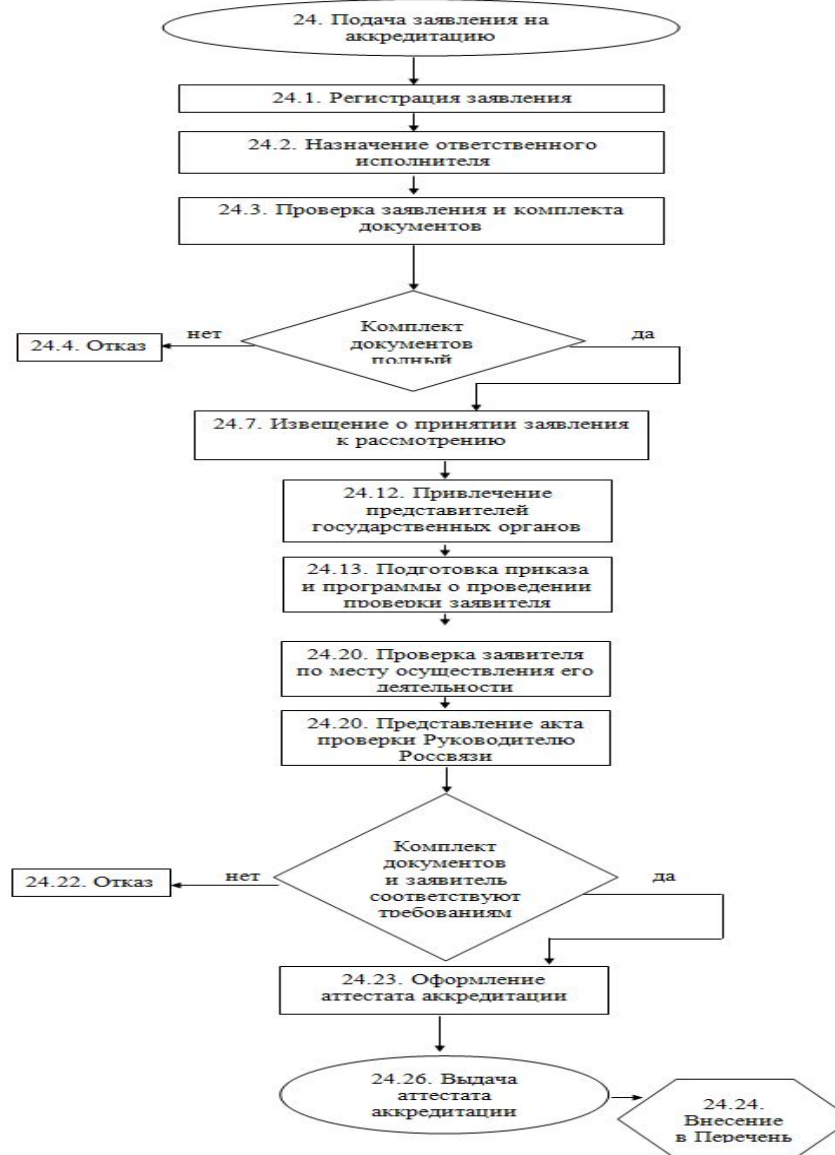 24. Подача заявления на
аккредитацию
24.1. Регистрация заявления
24.2. Назначение ответственного
исполнителя
24.3. Проверка заявления и комплекта
документов
Комплект
документов
полный
нет
да
24.4. Отказ
24.7. Извещение о принятии заявления
к рассмотрению
24.12. Привлечение
представителей
государственных органов
24.13. Подготовка приказа
и программы о проведении
проверки заявителя
24.20. Проверка заявителя
по месту осуществления его
деятельности
24.20. Представление акта
проверки Руководителю
Россвязи
Комплект
документов
и заявитель
соответствуют
требованиям
нет
да
24.22. Отказ
24.23. Оформление
аттестата аккредитации
24.26. Выдача
аттестата
аккредитации
24.24.
Внесение
в Перечень